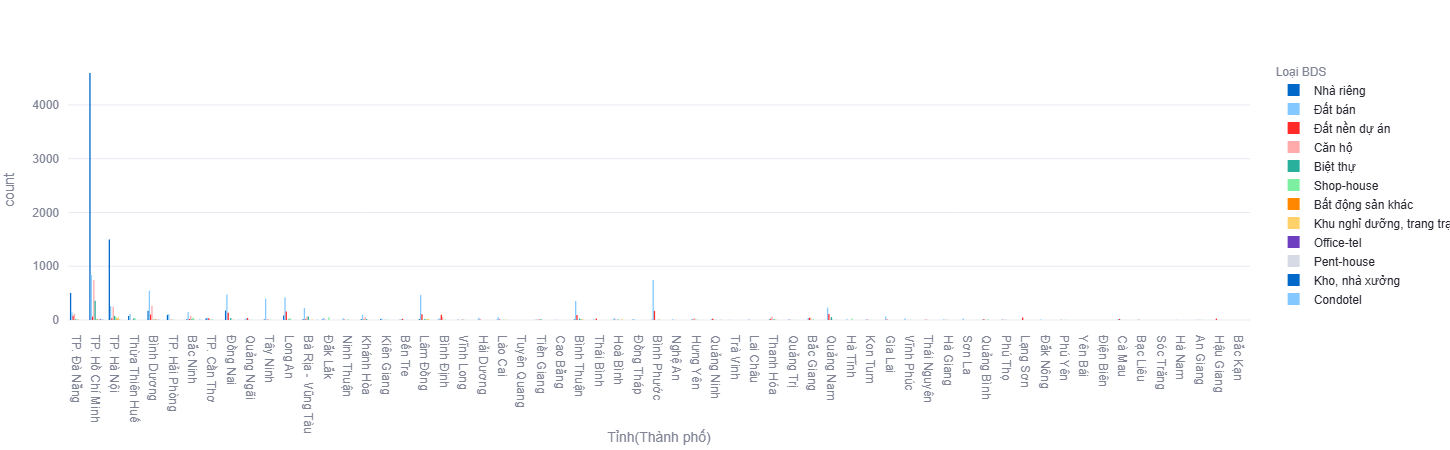 4000
3000
2000
1000
0
count
TP. Đà Nẵng
TP. Hồ Chí Minh
TP. Hà Nội
Thừa Thiên Huế
Bình Dương
TP. Hải Phòng
Bắc Ninh
TP. Cần Thơ
Đồng Nai
Quảng Ngãi
Tây Ninh
Long An
Bà Rịa - Vũng Tàu
Đắk Lắk
Ninh Thuận
Khánh Hòa
Kiên Giang
Bến Tre
Lâm Đồng
Bình Định
Vĩnh Long
Hải Dương
Lào Cai
Tuyên Quang
Tiền Giang
Cao Bằng
Bình Thuận
Thái Bình
Hoà Bình
Đồng Tháp
Bình Phước
Nghệ An
Hưng Yên
Quảng Ninh
Trà Vinh
Lai Châu
Thanh Hóa
Quảng Trị
Bắc Giang
Quảng Nam
Hà Tĩnh
Kon Tum
Gia Lai
Vĩnh Phúc
Thái Nguyên
Hà Giang
Sơn La
Quảng Bình
Phú Thọ
Lạng Sơn
Đắk Nông
Phú Yên
Yên Bái
Điện Biên
Cà Mau
Bạc Liêu
Sóc Trăng
Hà Nam
An Giang
Hậu Giang
Bắc Kạn
Tỉnh(Thành phố)
Loại BDS
Nhà riêng
Đất bán
Đất nền dự án
Căn hộ
Biệt thự
Shop-house
Bất động sản khác
Khu nghỉ dưỡng, trang trạ
Office-tel
Pent-house
Kho, nhà xưởng
Condotel